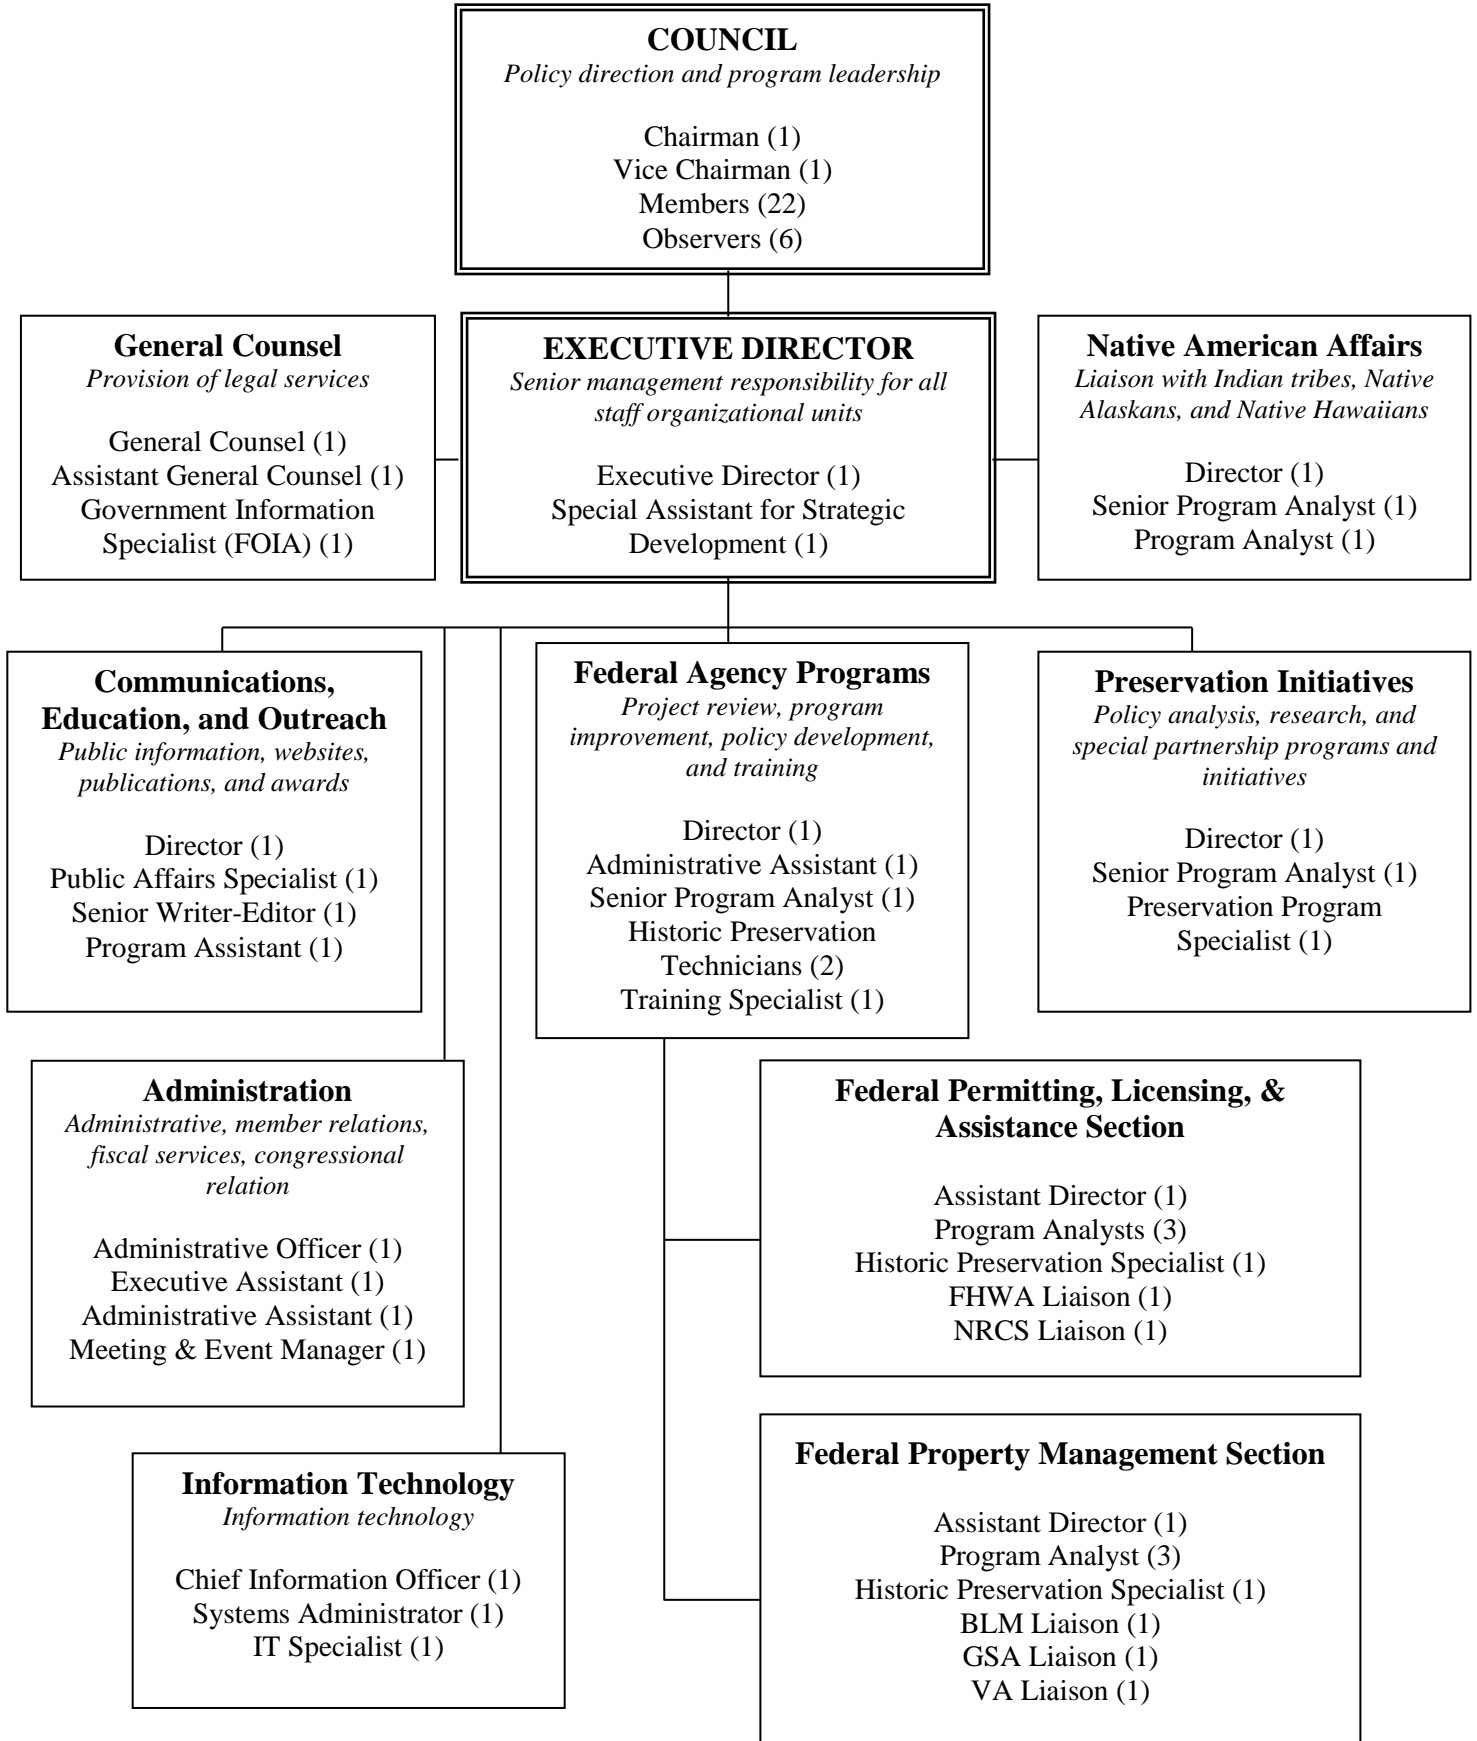 COUNCIL
Policy direction and program leadership
Chairman (1)
Vice Chairman (1)
Members (22)
Observers (6)
General Counsel
Provision of legal services
General Counsel (1)
Assistant General Counsel (1)
Government Information
Specialist (FOIA) (1)
EXECUTIVE DIRECTOR
Senior management responsibility for all
staff organizational units
Executive Director (1)
Special Assistant for Strategic
Development (1)
Native American Affairs
Liaison with Indian tribes, Native
Alaskans, and Native Hawaiians
Director (1)
Senior Program Analyst (1)
Program Analyst (1)
Communications,
Education, and Outreach
Public information, websites,
publications, and awards
Director (1)
Public Affairs Specialist (1)
Senior Writer-Editor (1)
Program Assistant (1)
Federal Agency Programs
Project review, program
improvement, policy development,
and training
Director (1)
Administrative Assistant (1)
Senior Program Analyst (1)
Historic Preservation
Technicians (2)
Training Specialist (1)
Preservation Initiatives
Policy analysis, research, and
special partnership programs and
initiatives
Director (1)
Senior Program Analyst (1)
Preservation Program
Specialist (1)
Administration
Administrative, member relations,
fiscal services, congressional
relation
Administrative Officer (1)
Executive Assistant (1)
Administrative Assistant (1)
Meeting & Event Manager (1)
Federal Permitting, Licensing, &
Assistance Section
Assistant Director (1)
Program Analysts (3)
Historic Preservation Specialist (1)
FHWA Liaison (1)
NRCS Liaison (1)
Information Technology
Information technology
Chief Information Officer (1)
Systems Administrator (1)
IT Specialist (1)
Federal Property Management Section
Assistant Director (1)
Program Analyst (3)
Historic Preservation Specialist (1)
BLM Liaison (1)
GSA Liaison (1)
VA Liaison (1)